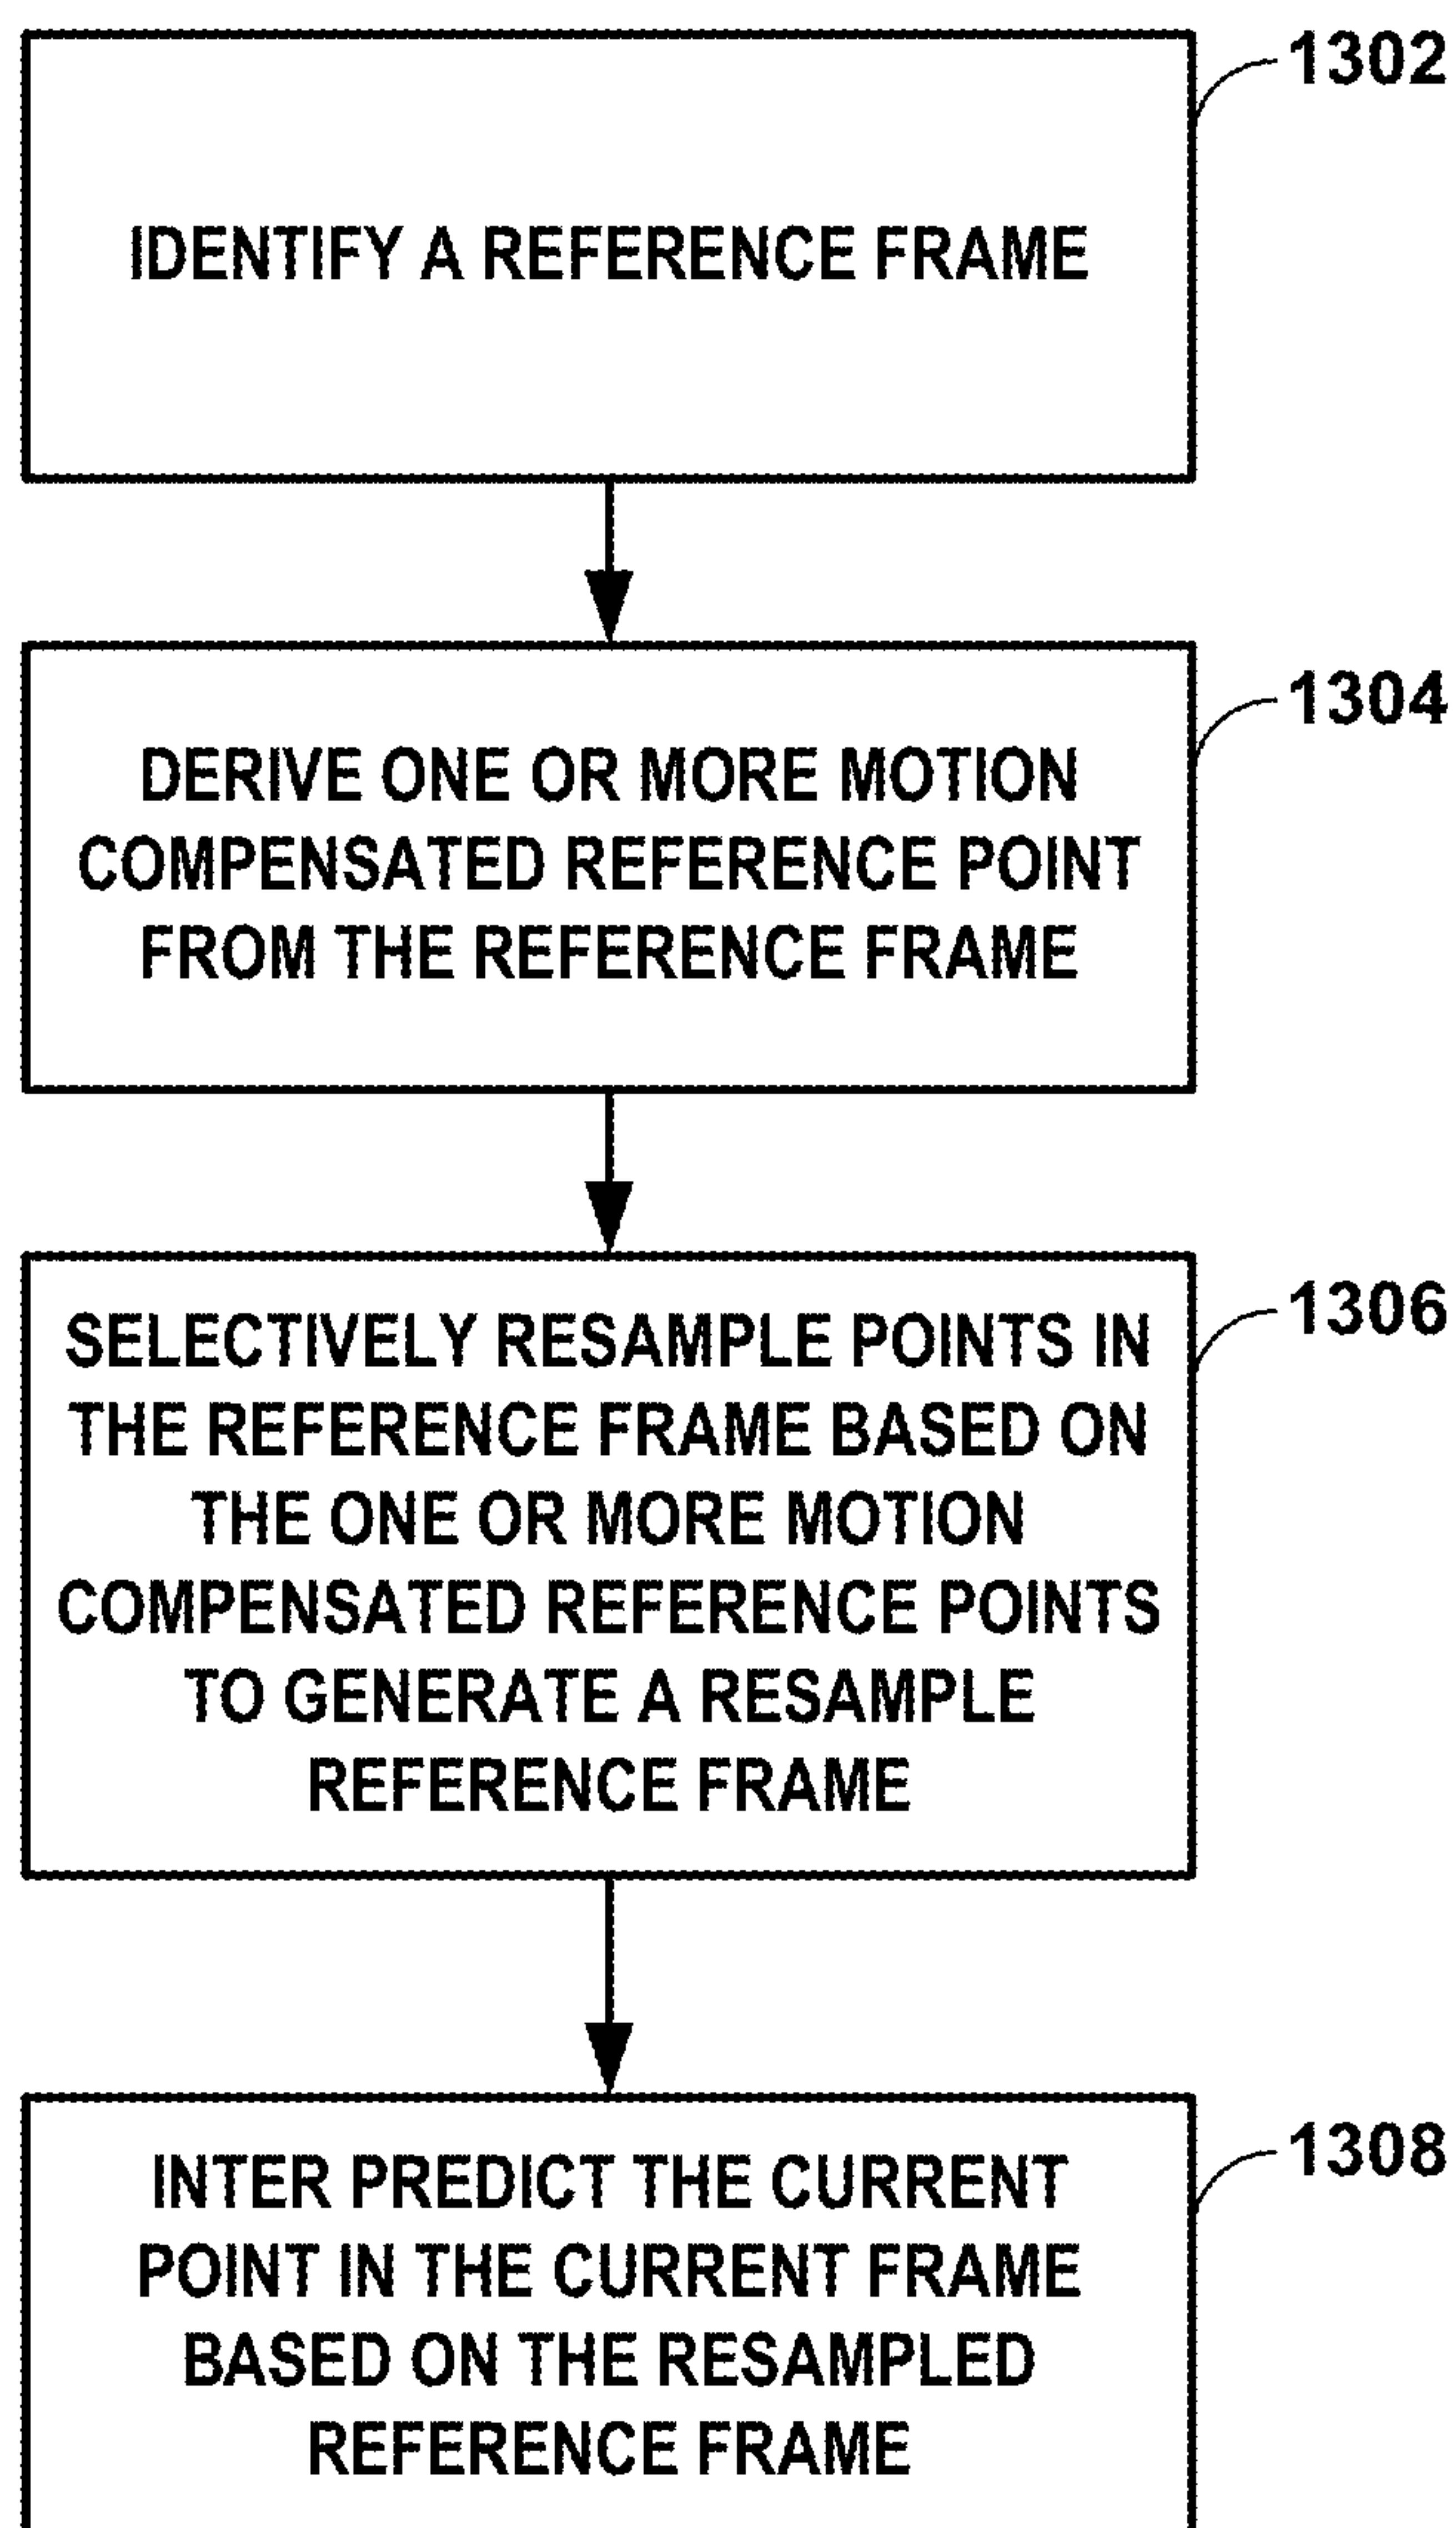 1302
IDENTIFY A REFERENCE FRAME
1304
DERIVE ONE OR MORE MOTION
COMPENSATED REFERENCE POINT
FROM THE REFERENCE FRAME
1306
SELECTIVELY RESAMPLE POINTS IN
THE REFERENCE FRAME BASED ON
THE ONE OR MORE MOTION
COMPENSATED REFERENCE POINTS
TO GENERATE A RESAMPLE
REFERENCE FRAME
1308
INTER PREDICT THE CURRENT
POINT IN THE CURRENT FRAME
BASED ON THE RESAMPLED
REFERENCE FRAME